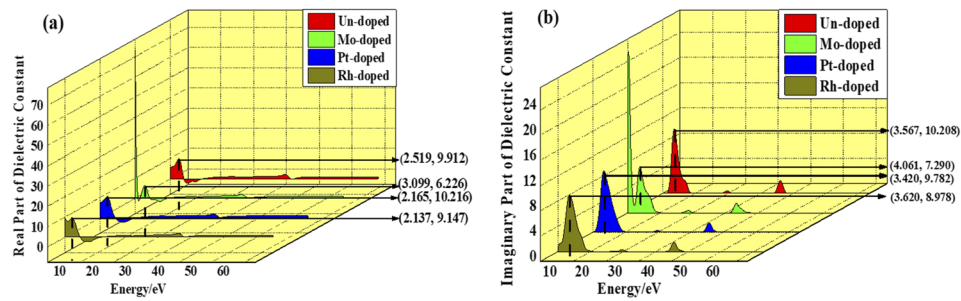 (a)
Un-doped
Mo-doped
Pt-doped
Rh-doped
Real Part of Dielectric Constant
70
60
50
40
30
20
10
0
(2.519, 9.912)
(3.099, 6.226)
(2.165, 10.216)
(2.137, 9.147)
10 20 30 40 50 60
Energy/eV
(b)
Un-doped
Mo-doped
Pt-doped
Rh-doped
Imaginary Part of Dielectric Constant
24
20
16
12
8
4
0
(3.567, 10.208)
(4.061, 7.290)
(3.420, 9.782)
(3.620, 8.978)
10 20 30 40 50 60
Energy/eV